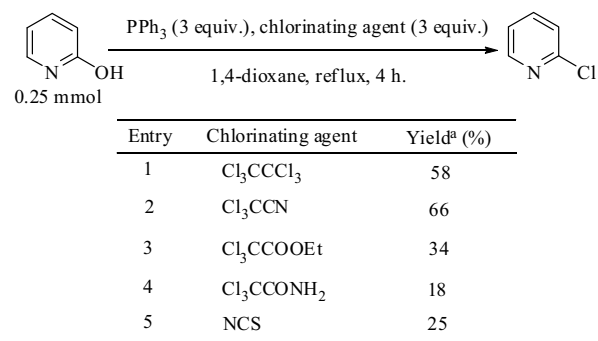 PPh3 (3 equiv.), chlorinating agent (3 equiv.)
N OH N Cl
1,4-dioxane, reflux, 4 h.
0.25 mmol
Entry Chlorinating agent Yieldª (%)
1 Cl3CCCl3 58
2 Cl3CCN 66
3 Cl3CCOOEt 34
4 Cl3CCONH2 18
5 NCS 25